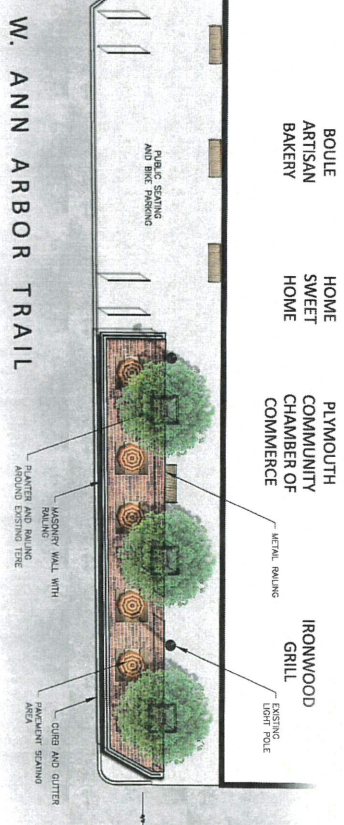 BOULE
ARTISAN
BAKERY
HOME
SWEET
HOME
PLYMOUTH
COMMUNITY
CHAMBER OF
COMMERCE
IRONWOOD
GRILL
METAIL RAILING
EXISTING
LIGHT POLE
PUBLIC SEATING
AND BIKE PARKING
MASONRY WALL WITH
RAILING
PLANTER AND RAILING
AROUND EXISTING TERE
CURB AND GUTTER
PAVEMENT SEATING
AREA
W. ANN ARBOR TRAIL